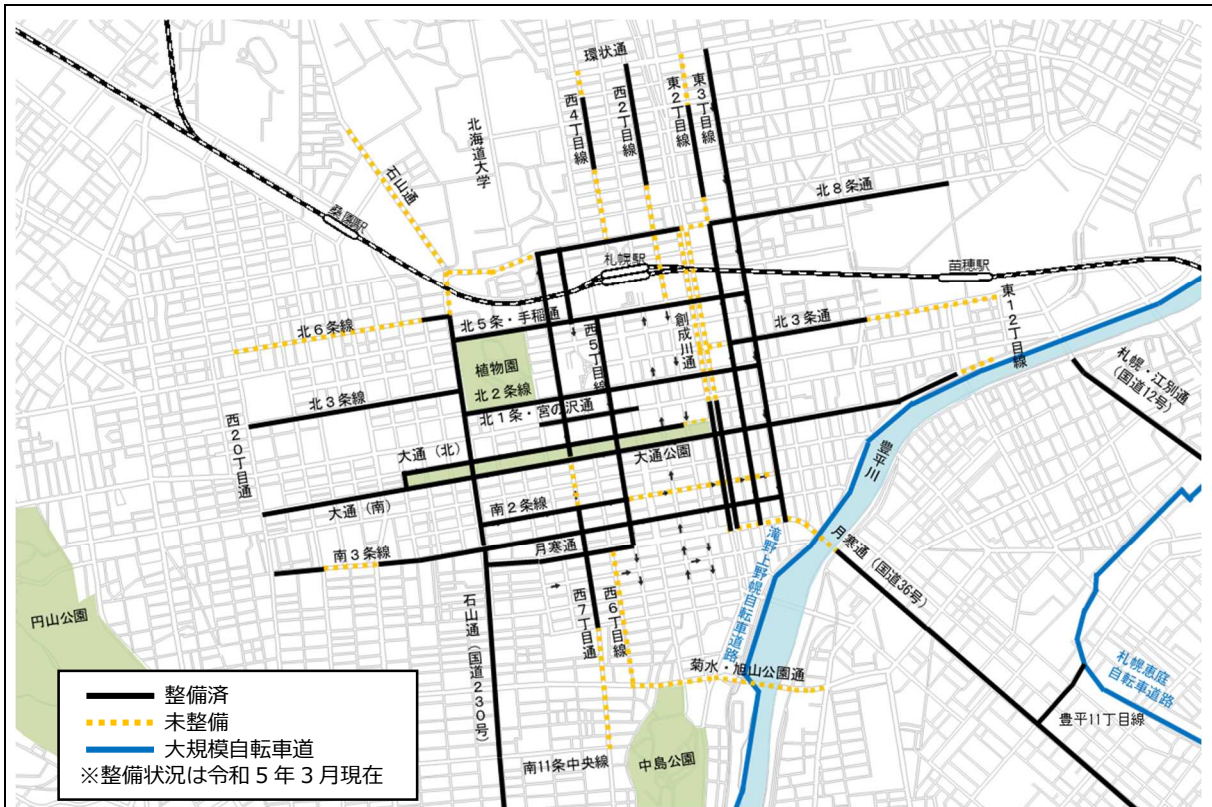 環状通
西4丁目線
西2丁目線
東2丁目線
東3丁目線
北海道大学
石山通
桑園駅
北8条通
札幌駅
苗穂駅
北6条線
北5条・手稲通
西5丁目線
創成川通
北3条通
東12丁目線
植物園
北2条線
札幌・江別通
(国道12号)
北3条線
北1条・宮の沢通
西20丁目通
大通(北)
大通公園
豊平川
大通(南)
南2条線
月寒通
南3条線
滝野上野幌自転車道路
月寒通(国道36号)
円山公園
石山通(国道230号)
西7丁目通
西6丁目線
菊水・旭山公園通
札幌恵庭
自転車道路
豊平11丁目線
南11条中央線
中島公園
整備済
未整備
大規模自転車道
※整備状況は令和5年3月現在